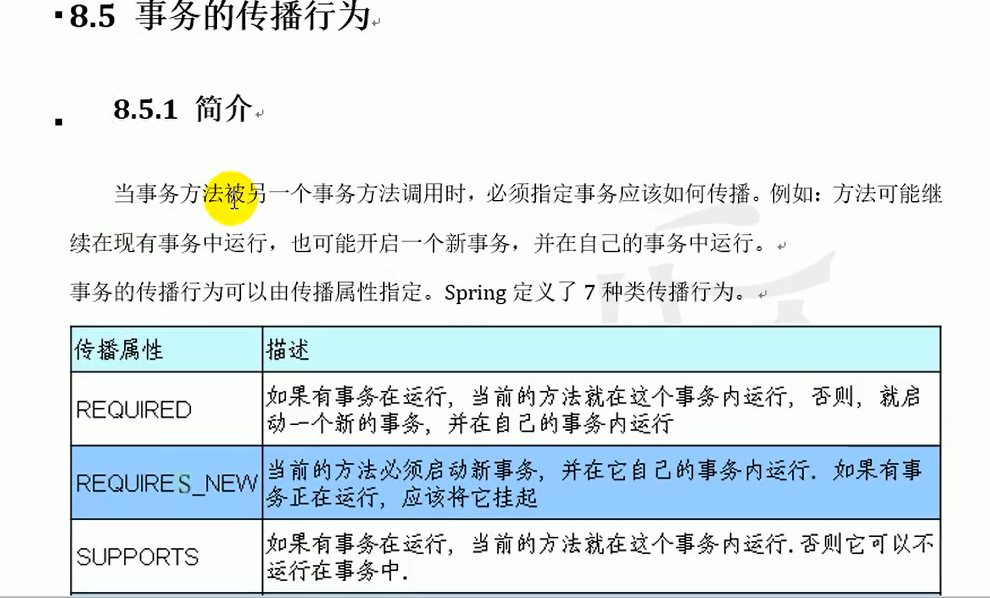 8.5 事务的传播行为
8.5.1 简介
当事务方法被另一个事务方法调用时，必须指定事务应该如何传播。例如：方法可能继
续在现有事务中运行，也可能开启一个新事务，并在自己的事务中运行。
事务的传播行为可以由传播属性指定。Spring 定义了 7 种类传播行为。
传播属性 描述
REQUIRED
如果有事务在运行，当前的方法就在这个事务内运行，否则，就启
动一个新的事务，并在自己的事务内运行
REQUIRES_NEW
当前的方法必须启动新事务，并在它自己的事务内运行. 如果有事
务正在运行，应该将它挂起
SUPPORTS
如果有事务在运行，当前的方法就在这个事务内运行.否则它可以不
运行在事务中.